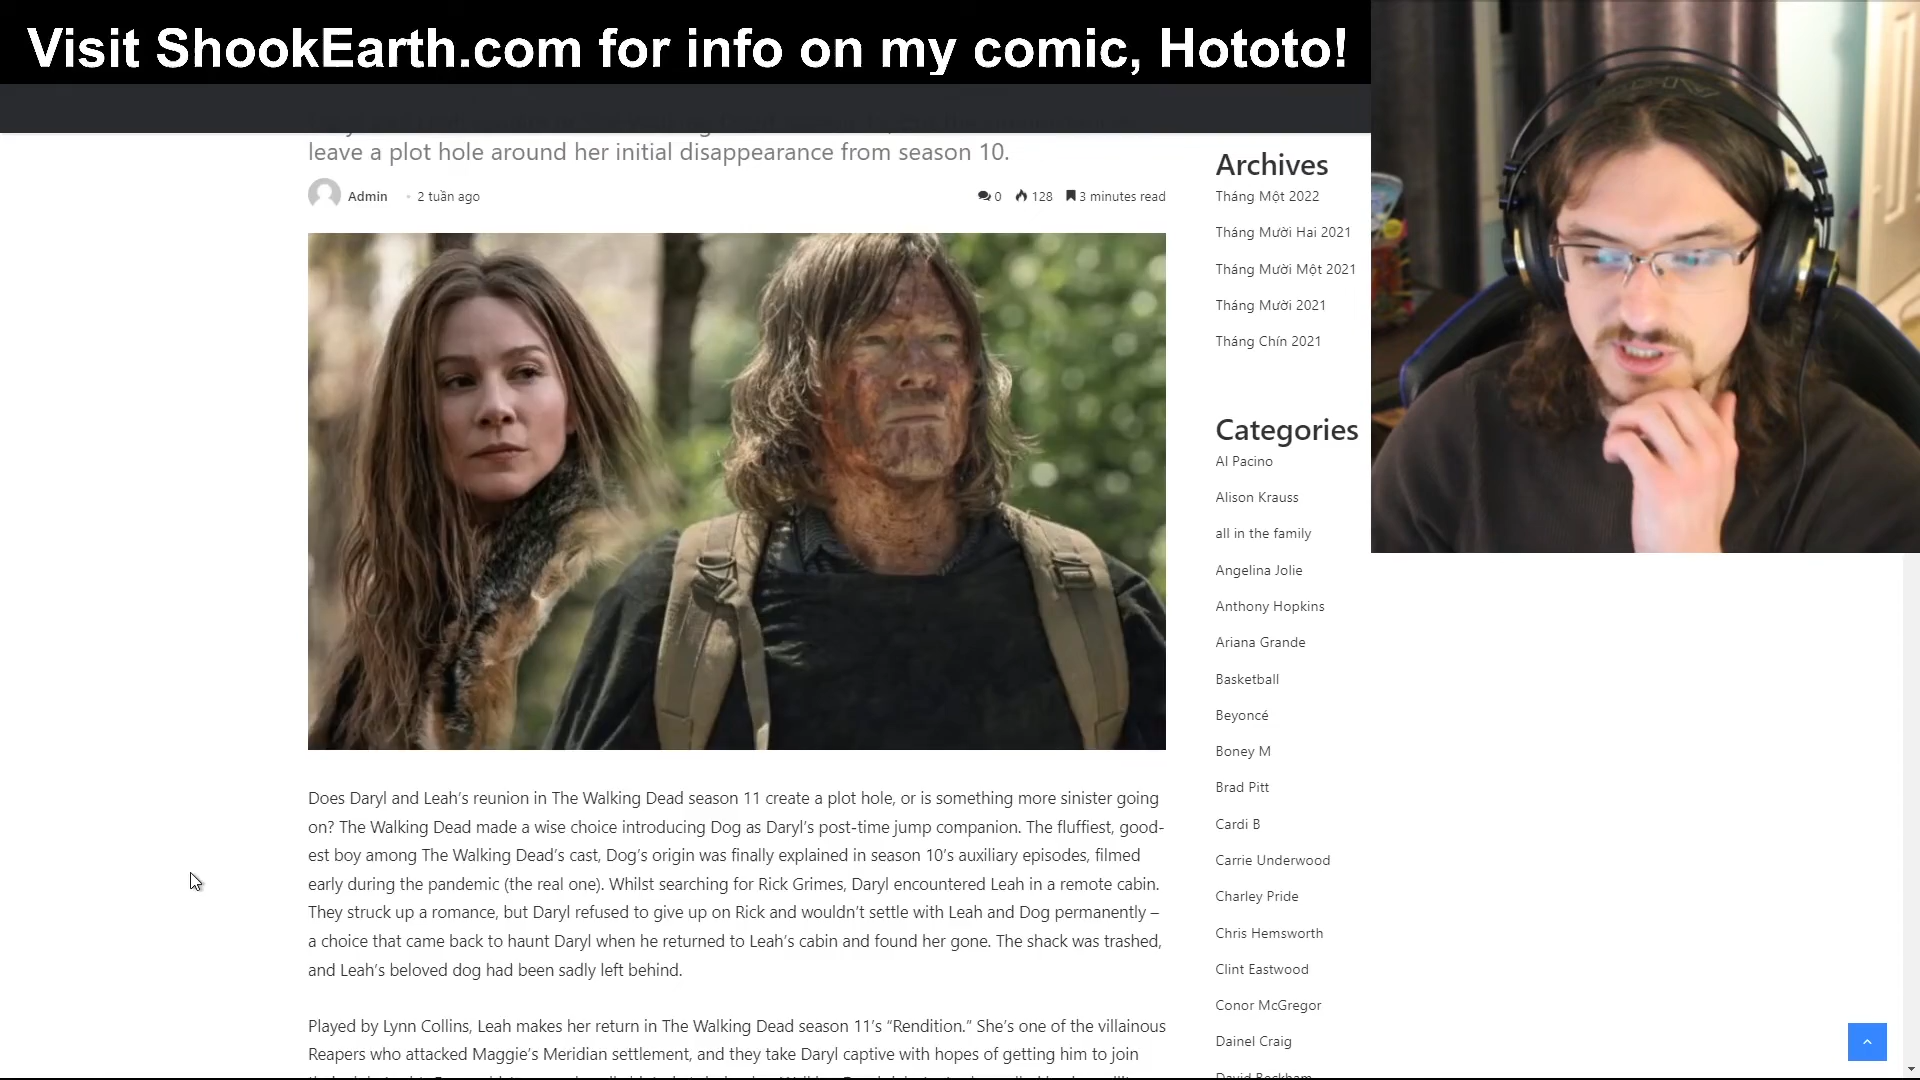 Visit ShookEarth.com for info on my comic, Hototo!
leave a plot hole around her initial disappearance from season 10.
Admin 2 tuần ago 0 128 3 minutes read
Does Daryl and Leah’s reunion in The Walking Dead season 11 create a plot hole, or is something more sinister going
on? The Walking Dead made a wise choice introducing Dog as Daryl’s post-time jump companion. The fluffiest, good-
est boy among The Walking Dead’s cast, Dog’s origin was finally explained in season 10’s auxiliary episodes, filmed
early during the pandemic (the real one). Whilst searching for Rick Grimes, Daryl encountered Leah in a remote cabin.
They struck up a romance, but Daryl refused to give up on Rick and wouldn’t settle with Leah and Dog permanently –
a choice that came back to haunt Daryl when he returned to Leah’s cabin and found her gone. The shack was trashed,
and Leah’s beloved dog had been sadly left behind.
Played by Lynn Collins, Leah makes her return in The Walking Dead season 11’s “Rendition.” She’s one of the villainous
Reapers who attacked Maggie’s Meridian settlement, and they take Daryl captive with hopes of getting him to join
Archives
Tháng Một 2022
Tháng Mười Hai 2021
Tháng Mười Một 2021
Tháng Mười 2021
Tháng Chín 2021
Categories
Al Pacino
Alison Krauss
all in the family
Angelina Jolie
Anthony Hopkins
Ariana Grande
Basketball
Beyoncé
Boney M
Brad Pitt
Cardi B
Carrie Underwood
Charley Pride
Chris Hemsworth
Clint Eastwood
Conor McGregor
Dainel Craig
David Beckham